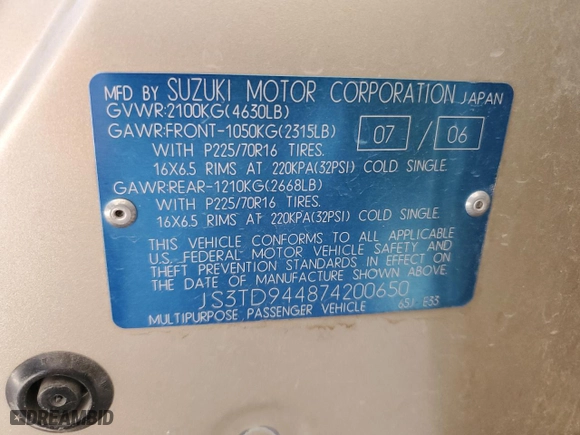 MFD BY SUZUKI MOTOR CORPORATION JAPAN
GVWR:2100KG(4630LB)
GAWR:FRONT-1050KG(2315LB) 07 / 06
WITH P225/70R16 TIRES.
16X6.5 RIMS AT 220KPA(32PSI) COLD SINGLE.
GAWR:REAR-1210KG(2668LB)
WITH P225/70R16 TIRES.
16X6.5 RIMS AT 220KPA(32PSI) COLD SINGLE.
THIS VEHICLE CONFORMS TO ALL APPLICABLE
U.S. FEDERAL MOTOR VEHICLE SAFETY AND
THEFT PREVENTION STANDARDS IN EFFECT ON
THE DATE OF MANUFACTURE SHOWN ABOVE.
JS3TD944874200650
MULTIPURPOSE PASSENGER VEHICLE
DREAMBID